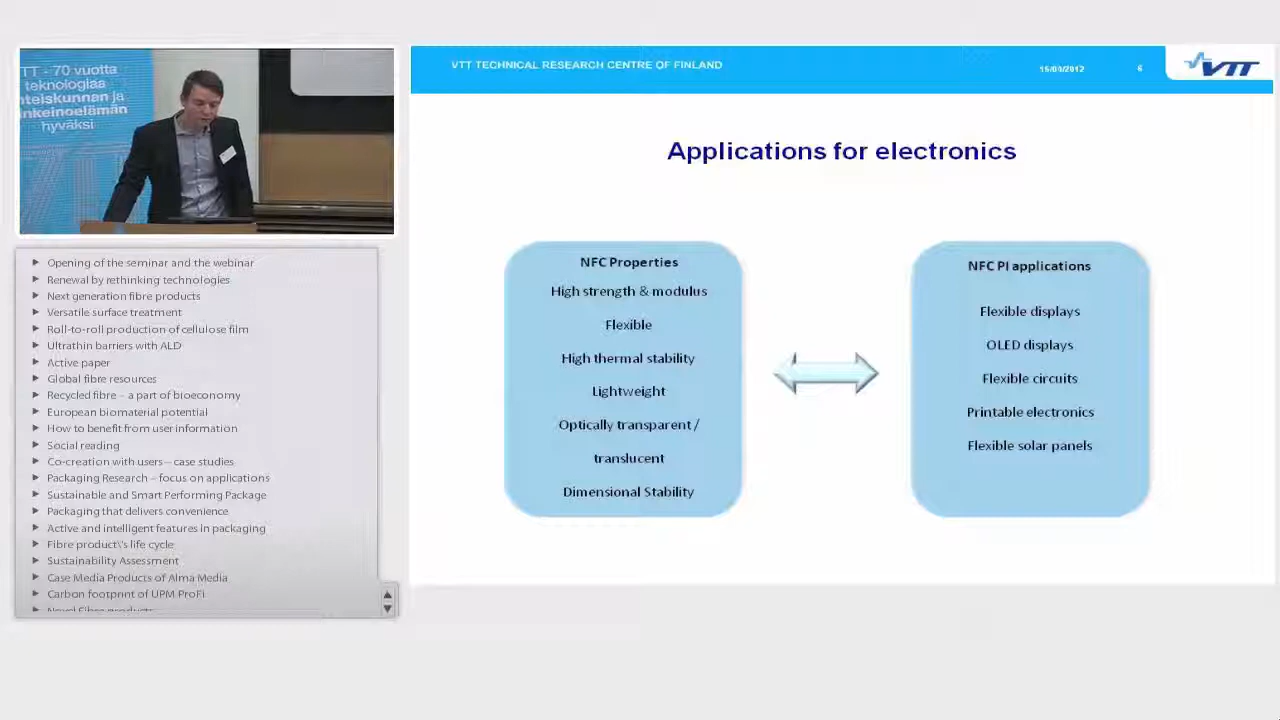 TT - 70 vuotta
teknologiaa
hteiskunnan ja
inkeinoelämän
hyväksi
Opening of the seminar and the webinar
Renewal by rethinking technologies
Next generation fibre products
Versatile surface treatment
Roll-to-roll production of cellulose film
Ultrathin barriers with ALD
Active paper
Global fibre resources
Recycled fibre – a part of bioeconomy
European biomaterial potential
How to benefit from user information
Social reading
Co-creation with users – case studies
Packaging Research – focus on applications
Sustainable and Smart Performing Package
Packaging that delivers convenience
Active and intelligent features in packaging
Fibre product\'s life cycle
Sustainability Assessment
Case Media Products of Alma Media
Carbon footprint of UPM ProFi
Novel Fibre products
VTT TECHNICAL RESEARCH CENTRE OF FINLAND
15/04/2012
6
VTT
Applications for electronics
NFC Properties
High strength & modulus
Flexible
High thermal stability
Lightweight
Optically transparent /
translucent
Dimensional Stability
NFC PI applications
Flexible displays
OLED displays
Flexible circuits
Printable electronics
Flexible solar panels